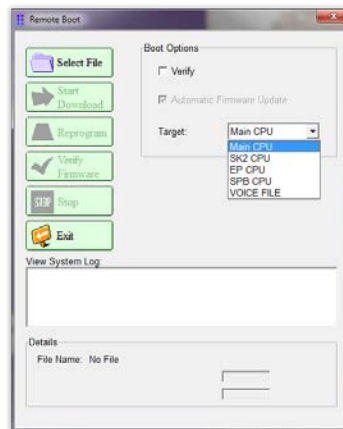 Remote Boot
Select File
Start
Download
Reprogram
Verify
Firmware
STOP Stop
Exit
Boot Options
Verify
Automatic Firmware Update
Target: Main CPU
Main CPU
SK2 CPU
EP CPU
SPB CPU
VOICE FILE
View System Log:
Details
File Name: No File